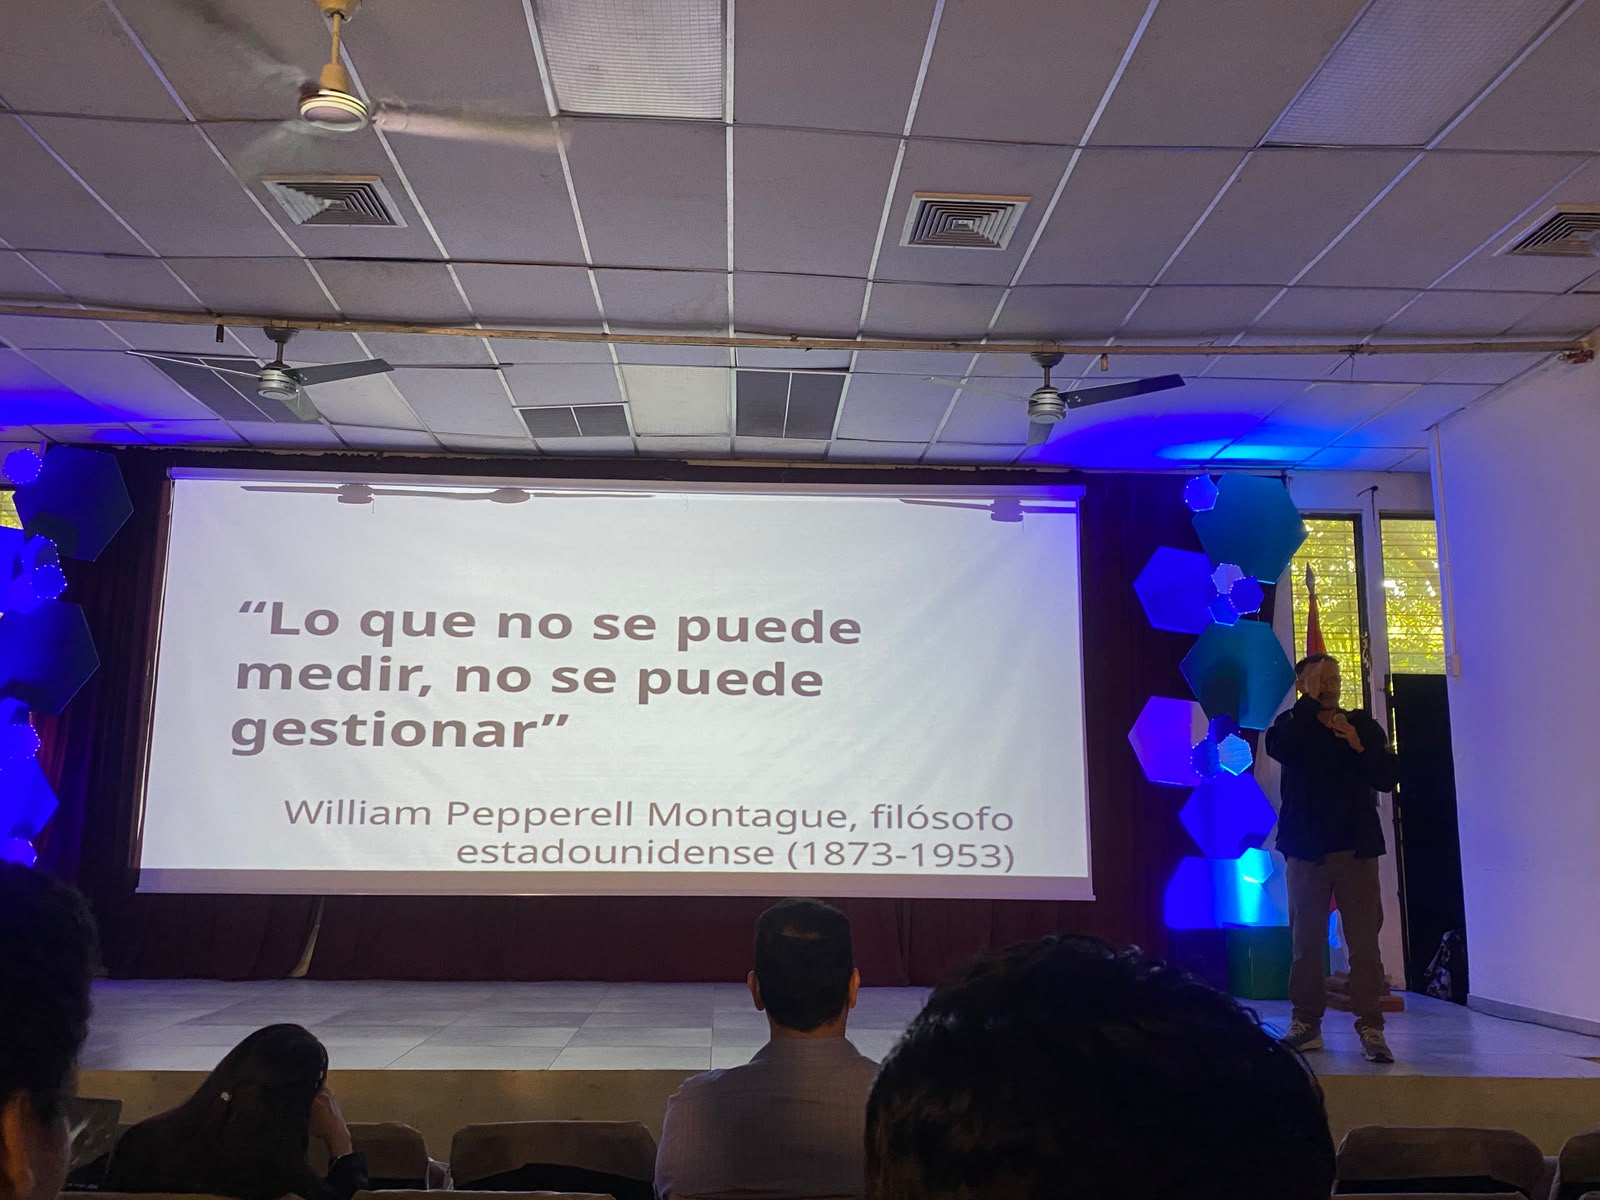 “Lo que no se puede
medir, no se puede
gestionar”
William Pepperell Montague, filósofo
estadounidense (1873-1953)